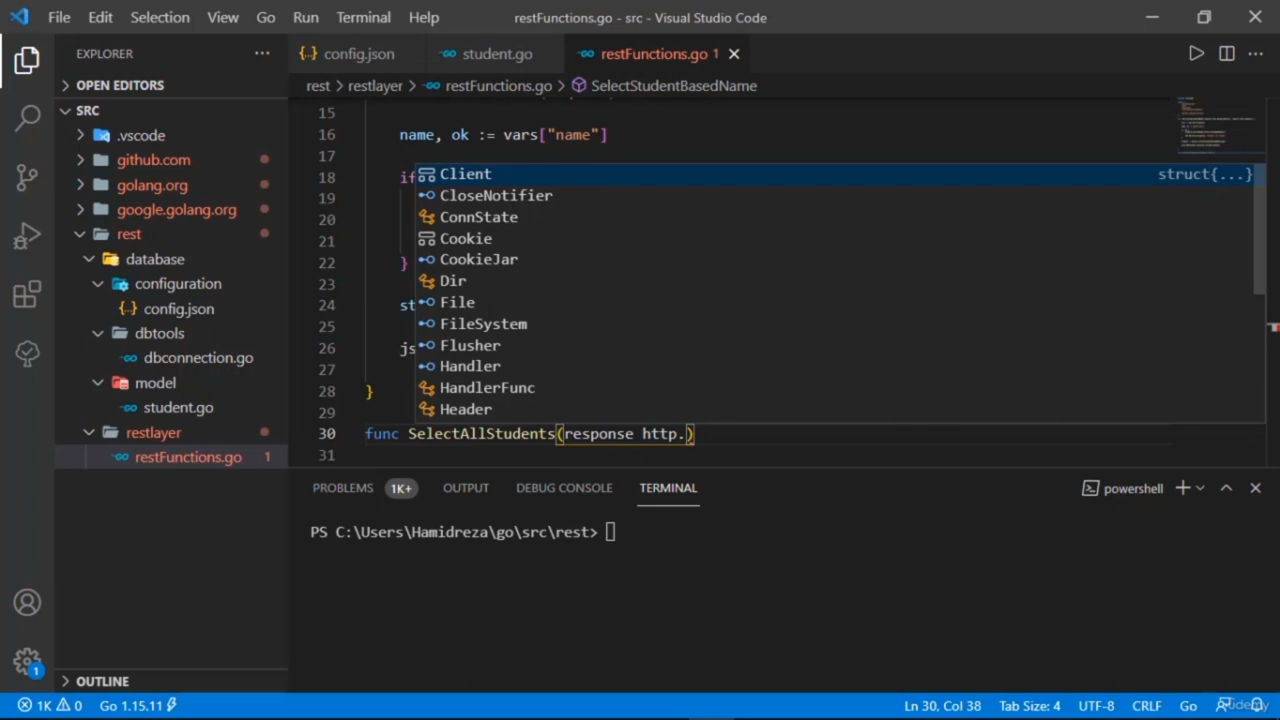 File Edit Selection View Go Run Terminal Help
restFunctions.go - src - Visual Studio Code
EXPLORER
OPEN EDITORS
SRC
.vscode
github.com
golang.org
google.golang.org
rest
database
configuration
config.json
dbtools
dbconnection.go
model
student.go
restlayer
restFunctions.go 1
OUTLINE
config.json student.go restFunctions.go 1
rest > restlayer > restFunctions.go > SelectStudentBasedName
15
16 name, ok := vars["name"]
17
18 if
19
20
21
22 }
23
24 st
25
26 js
27
28 }
29
30 func SelectAllStudents(response http.)
31
Client struct{...}
CloseNotifier
ConnState
Cookie
CookieJar
Dir
File
FileSystem
Flusher
Handler
HandlerFunc
Header
PROBLEMS 1K+ OUTPUT DEBUG CONSOLE TERMINAL
powershell
PS C:\Users\Hamidreza\go\src\rest>
1
1K 0 Go 1.15.11
Ln 30, Col 38 Tab Size: 4 UTF-8 CRLF Go
Udemy